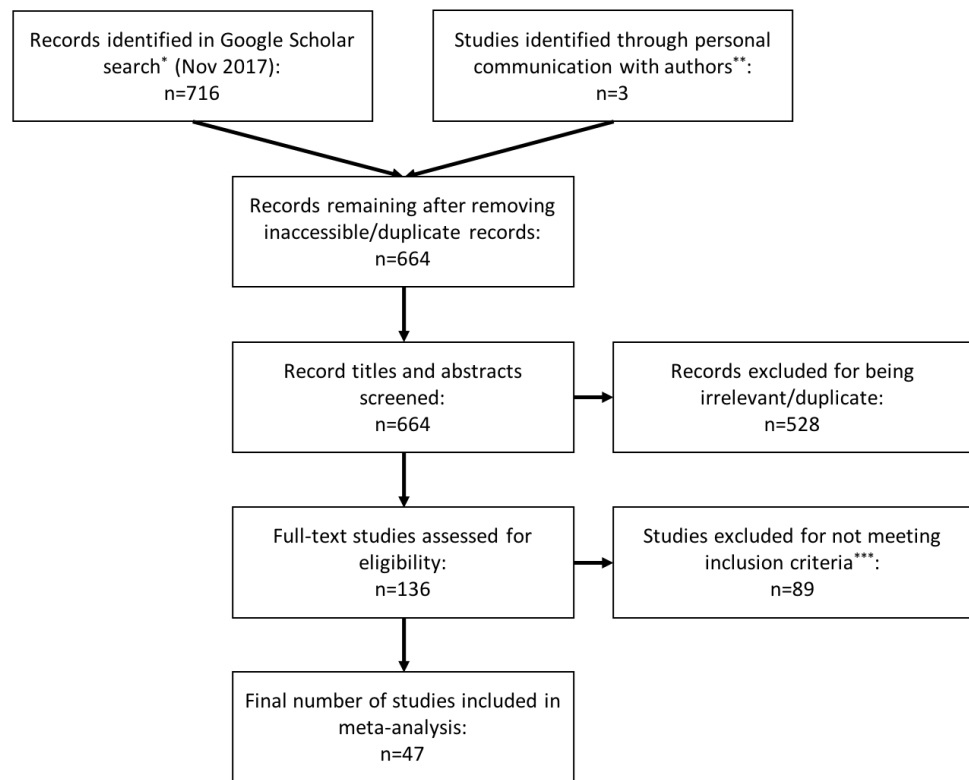 Records identified in Google Scholar
search* (Nov 2017):
n=716
Studies identified through personal
communication with authors**:
n=3
Records remaining after removing
inaccessible/duplicate records:
n=664
Record titles and abstracts
screened:
n=664
Records excluded for being
irrelevant/duplicate:
n=528
Full-text studies assessed for
eligibility:
n=136
Studies excluded for not meeting
inclusion criteria***:
n=89
Final number of studies included in
meta-analysis:
n=47